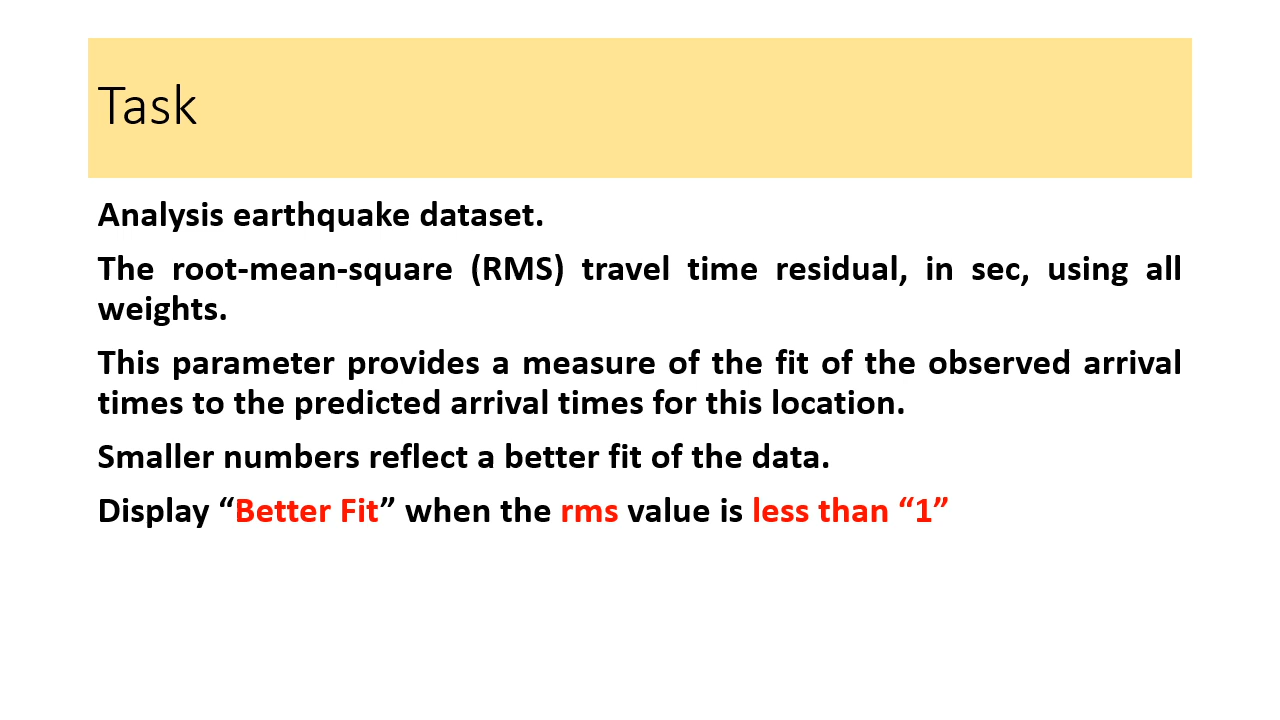 Task
Analysis earthquake dataset.
The root-mean-square (RMS) travel time residual, in sec, using all
weights.
This parameter provides a measure of the fit of the observed arrival
times to the predicted arrival times for this location.
Smaller numbers reflect a better fit of the data.
Display “Better Fit” when the rms value is less than “1”